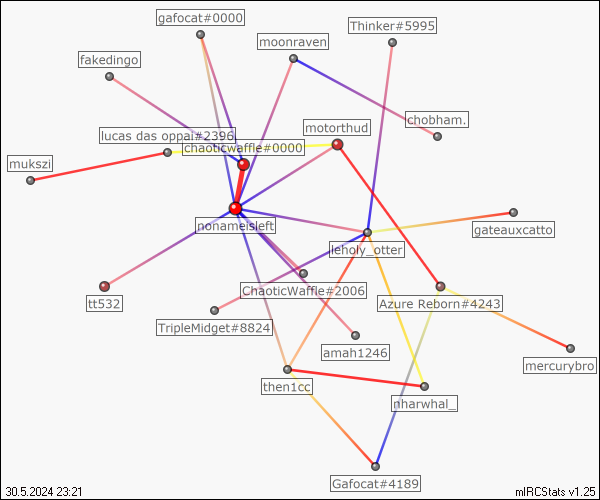 gafocat#0000
Thinker#5995
moonraven
fakedingo
chobham.
motorthud
lucas das oppai#2396
chaoticwaffle#0000
mukszi
nonameisleft
gateauxcatto
leholy_otter
ChaoticWaffle#2006
tt532
Azure Reborn#4243
TripleMidget#8824
amah1246
mercurybro
then1cc
nharwhal_
Gafocat#4189
30.5.2024 23:21
mIRCStats v1.25